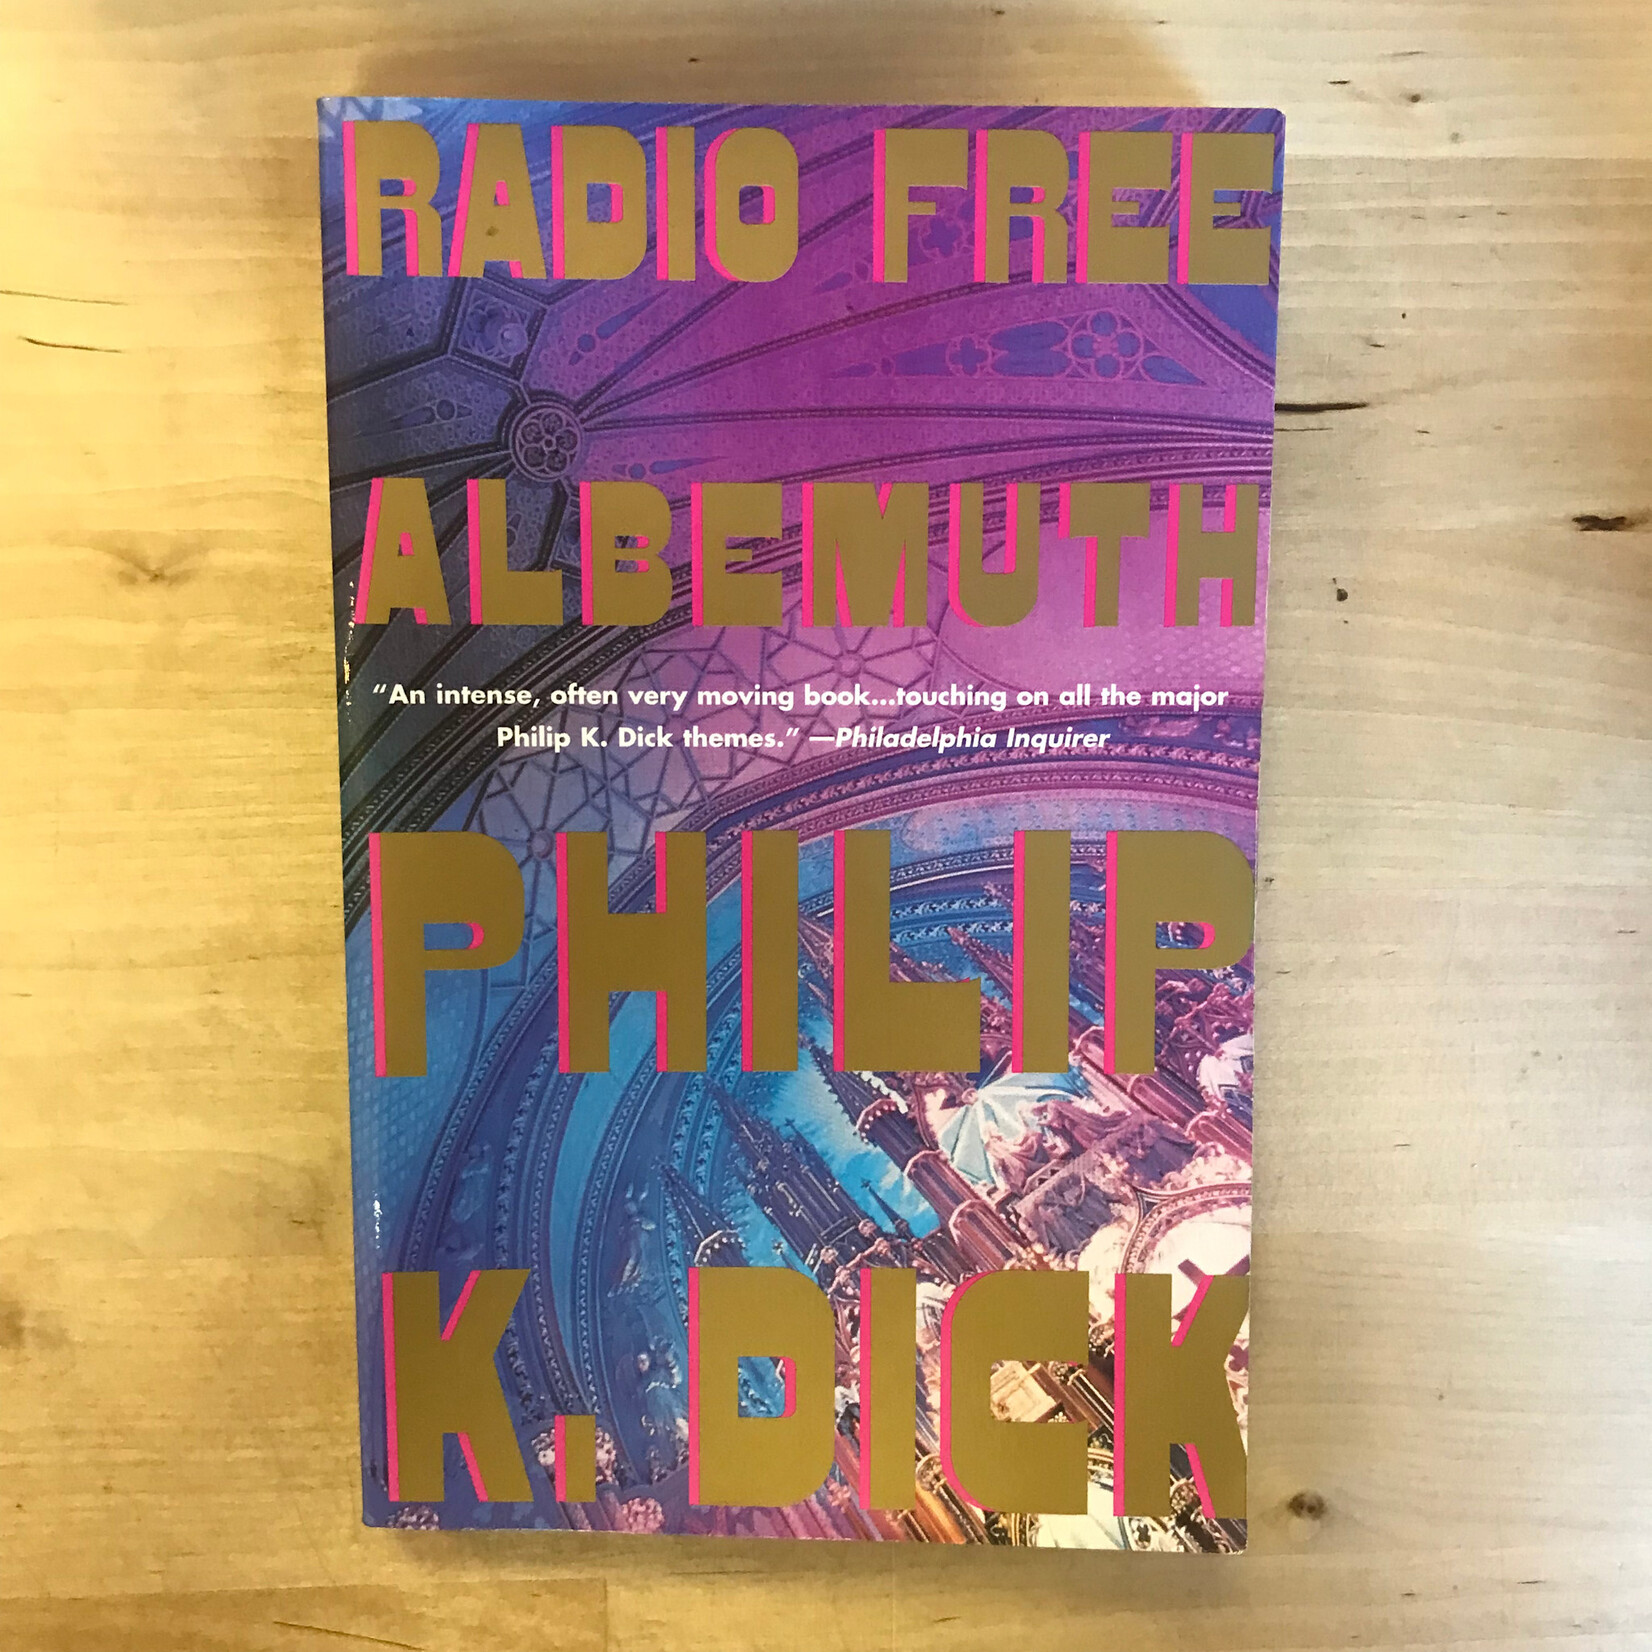 RADIO FREE
ALBEMUTH
“An intense, often very moving book...touching on all the major
Philip K. Dick themes.” —Philadelphia Inquirer
PHILIP
K. DICK